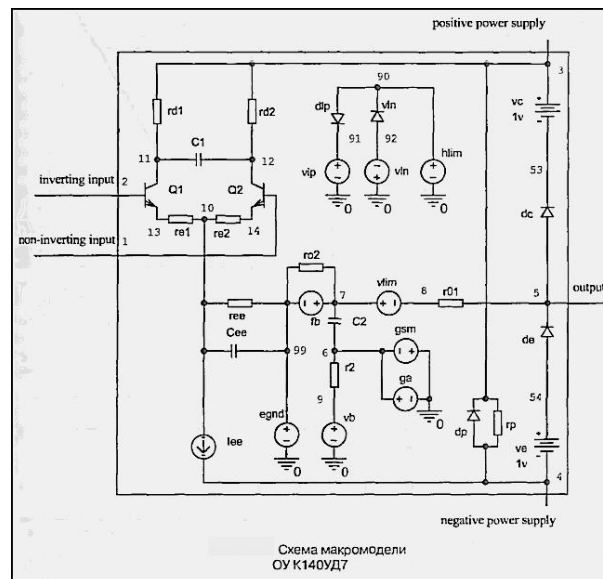 positive power supply
3
90
rd1
rd2
dlp
vln
vc
1v
91
92
C1
11
12
vlp
vln
hlim
53
inverting input
2
Q1
Q2
0
0
0
10
dc
13
re1
re2
14
non-inverting input
1
ro2
7
vlim
8
r01
5
output
ree
fb
C2
de
Cee
99
gsm
6
r2
ga
54
9
0
egnd
vb
dp
rp
Iee
ve
1v
0
0
4
negative power supply
Схема макромодели
ОУ К140УД7